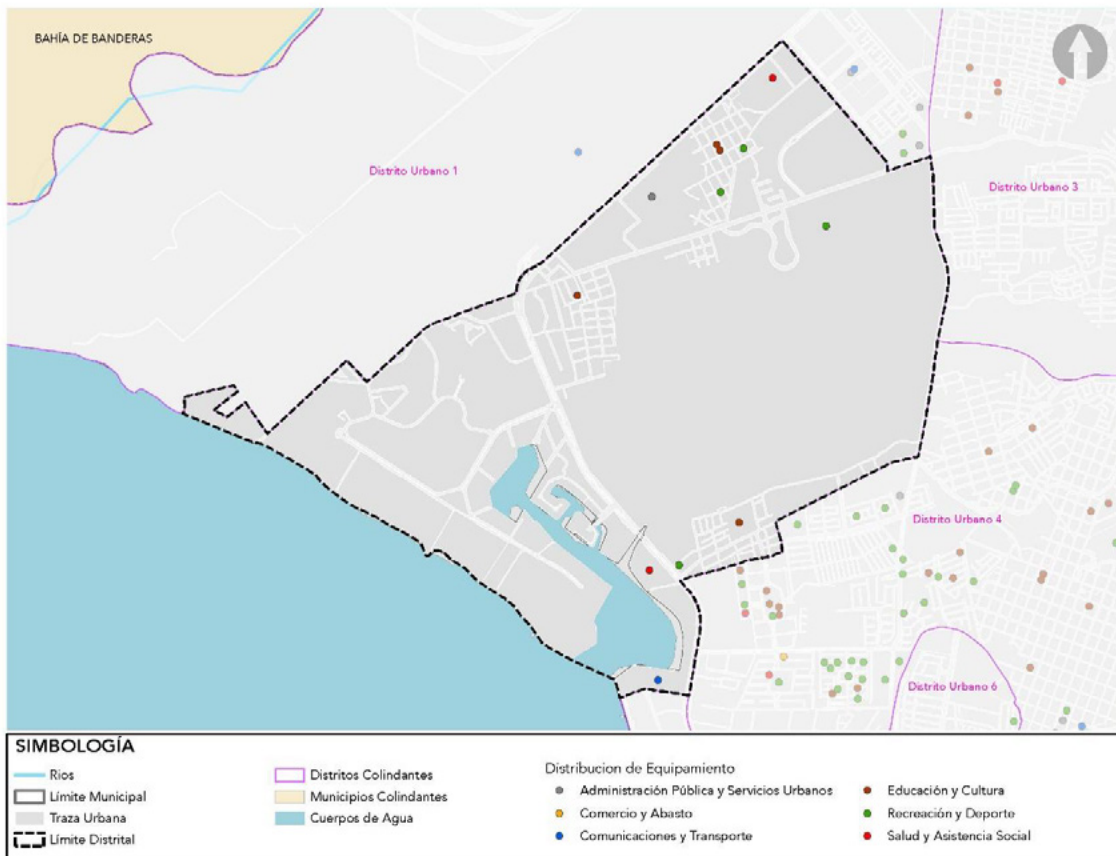 BAHÍA DE BANDERAS
Distrito Urbano 1
Distrito Urbano 3
Distrito Urbano 4
Distrito Urbano 6
SIMBOLOGÍA
Rios
Límite Municipal
Traza Urbana
Límite Distrital
Distritos Colindantes
Municipios Colindantes
Cuerpos de Agua
Distribucion de Equipamiento
Administración Pública y Servicios Urbanos
Comercio y Abasto
Comunicaciones y Transporte
Educación y Cultura
Recreación y Deporte
Salud y Asistencia Social